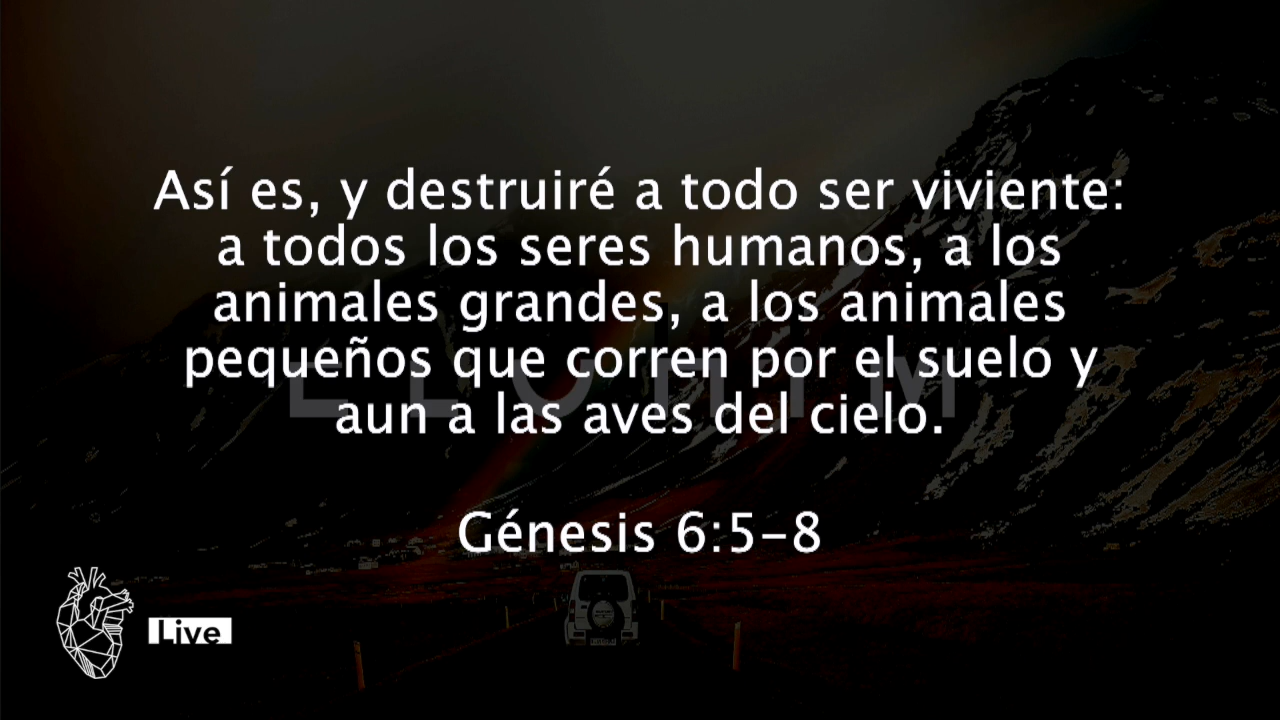 Así es, y destruiré a todo ser viviente:
a todos los seres humanos, a los
animales grandes, a los animales
pequeños que corren por el suelo y
aun a las aves del cielo.
ELOHIM
Génesis 6:5-8
Live